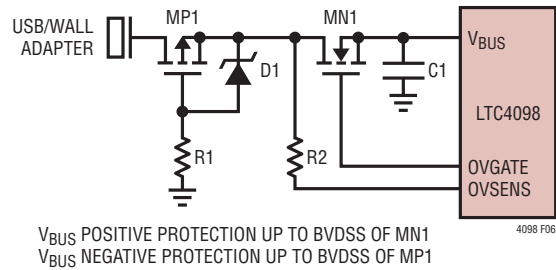 USB/WALL
ADAPTER
MP1
MN1
D1
C1
VBUS
LTC4098
R1
R2
OVGATE
OVSENS
4098 F06
VBUS POSITIVE PROTECTION UP TO BVDSS OF MN1
VBUS NEGATIVE PROTECTION UP TO BVDSS OF MP1